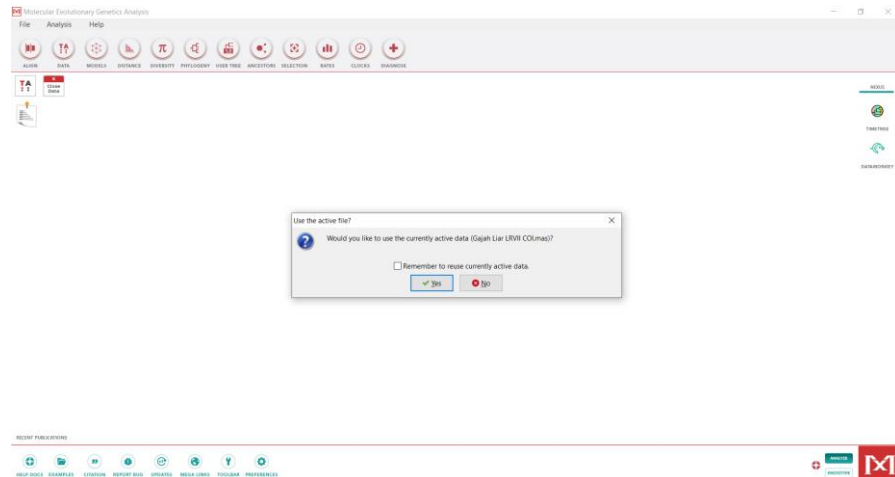 Molecular Evolutionary Genetics Analysis
File Analysis Help
ALIGN DATA MODELS DISTANCE DIVERSITY PHYLOGENY USER TREE ANCESTORS SELECTION RATES CLOCKS DIAGNOSE
TA
Close Data
NEXUS
TIMETREE
DATAMONKEY
Use the active file?
Would you like to use the currently active data (Gajah Liar LRVII COI.mas)?
Remember to reuse currently active data.
Yes No
RECENT PUBLICATIONS
HELP DOCS EXAMPLES CITATION REPORT BUG UPDATES MEGA LINKS TOOLBAR PREFERENCES
ANALYZE
PROTOTYPE